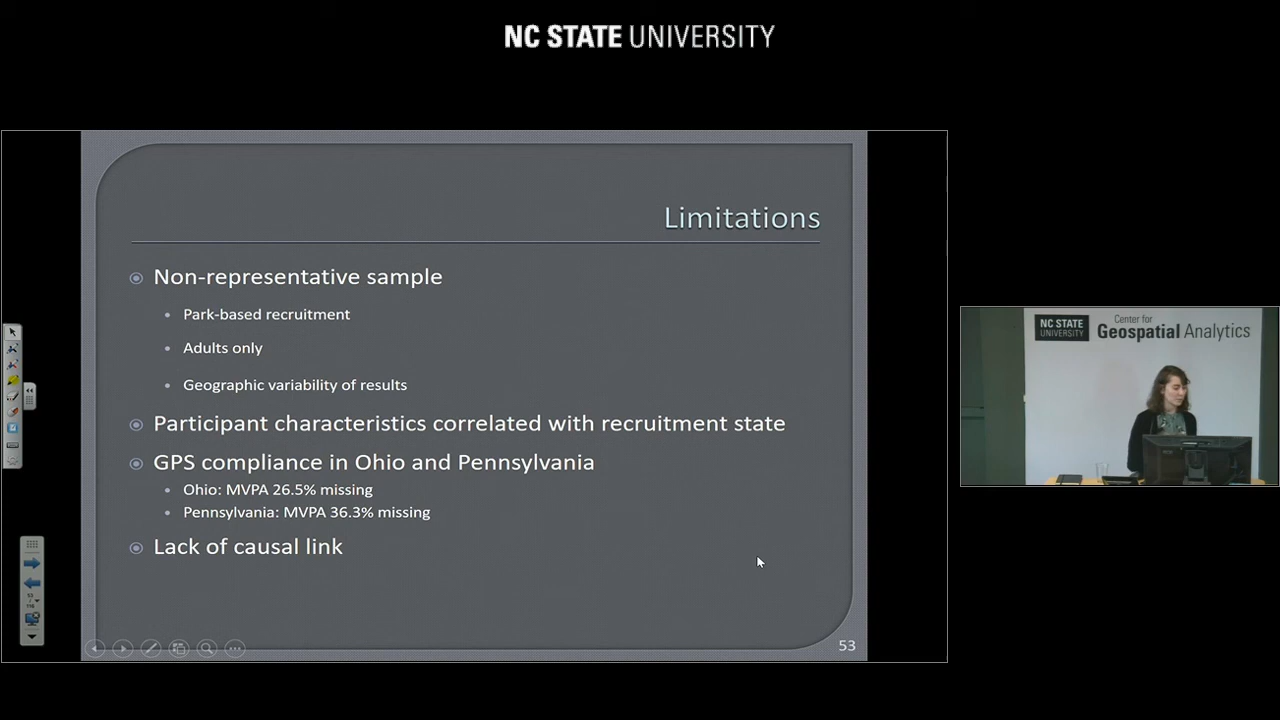 NC STATE UNIVERSITY
Limitations
Non-representative sample
Park-based recruitment
Adults only
Geographic variability of results
Participant characteristics correlated with recruitment state
GPS compliance in Ohio and Pennsylvania
Ohio: MVPA 26.5% missing
Pennsylvania: MVPA 36.3% missing
Lack of causal link
53
NC STATE
UNIVERSITY
Center for
Geospatial Analytics
53
116